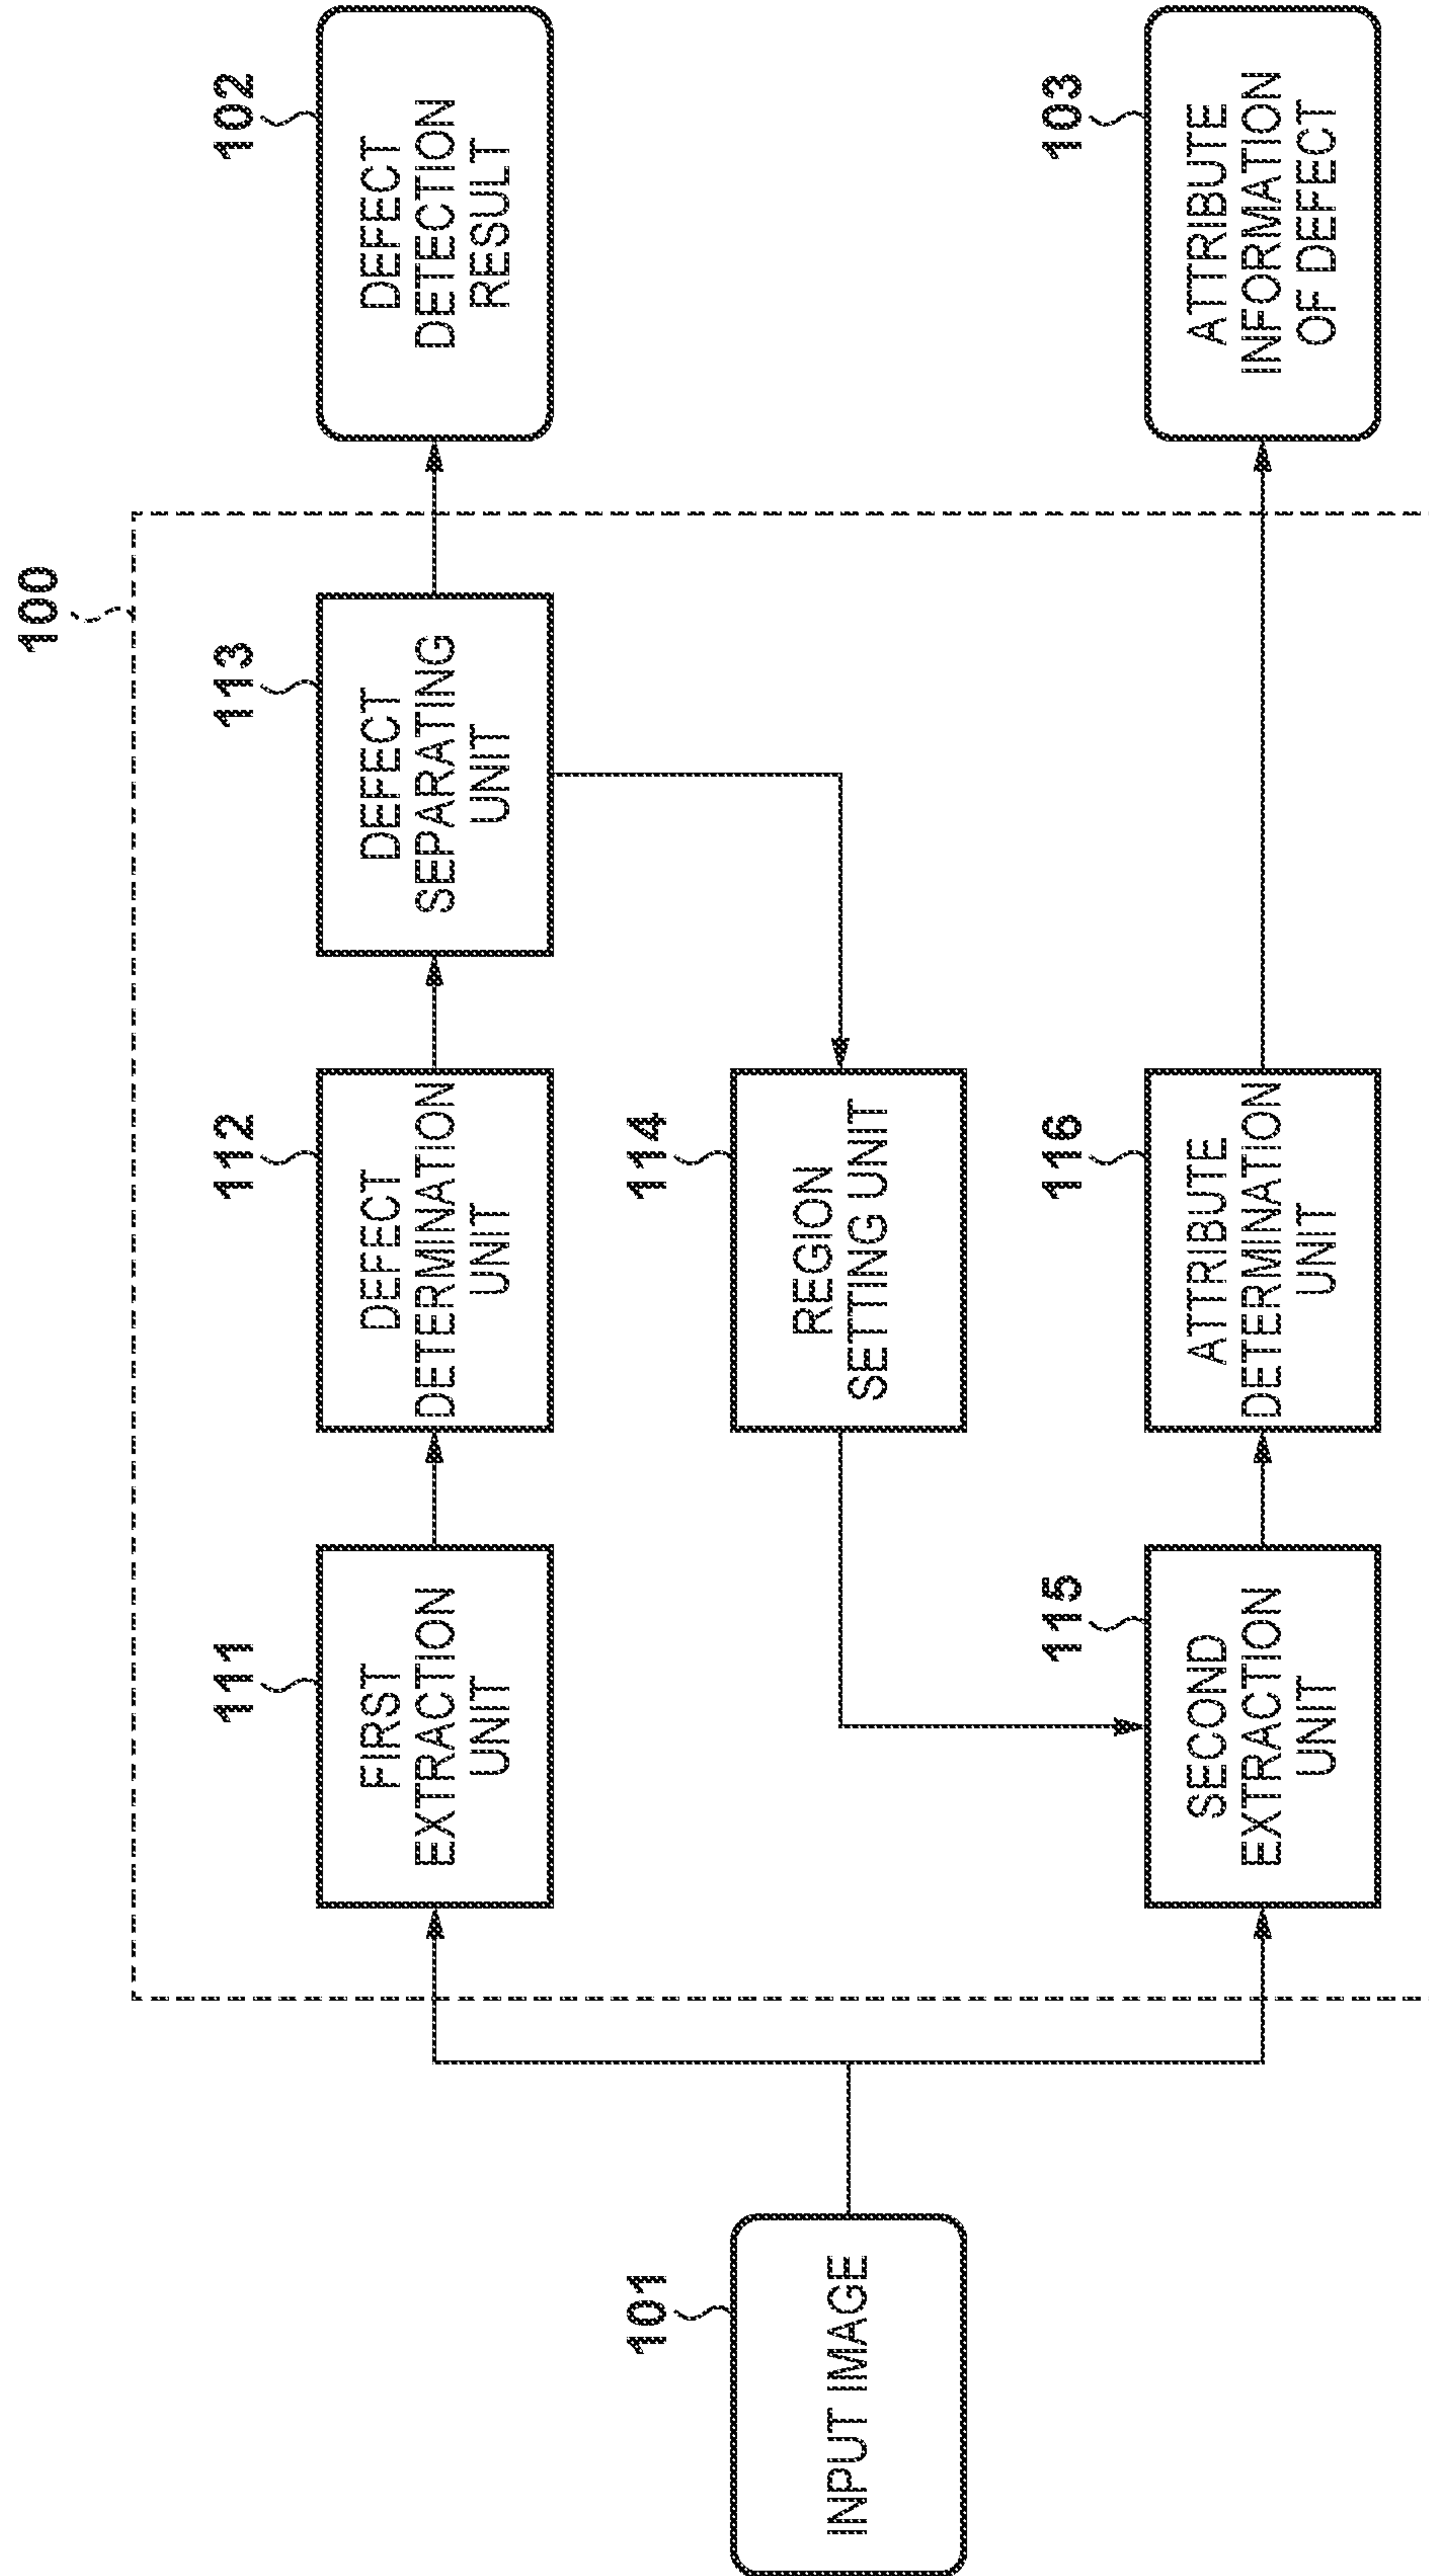 100
101
INPUT IMAGE
111
FIRST
EXTRACTION
UNIT
112
DEFECT
DETERMINATION
UNIT
113
DEFECT
SEPARATING
UNIT
102
DEFECT
DETECTION
RESULT
114
REGION
SETTING UNIT
115
SECOND
EXTRACTION
UNIT
116
ATTRIBUTE
DETERMINATION
UNIT
103
ATTRIBUTE
INFORMATION
OF DEFECT